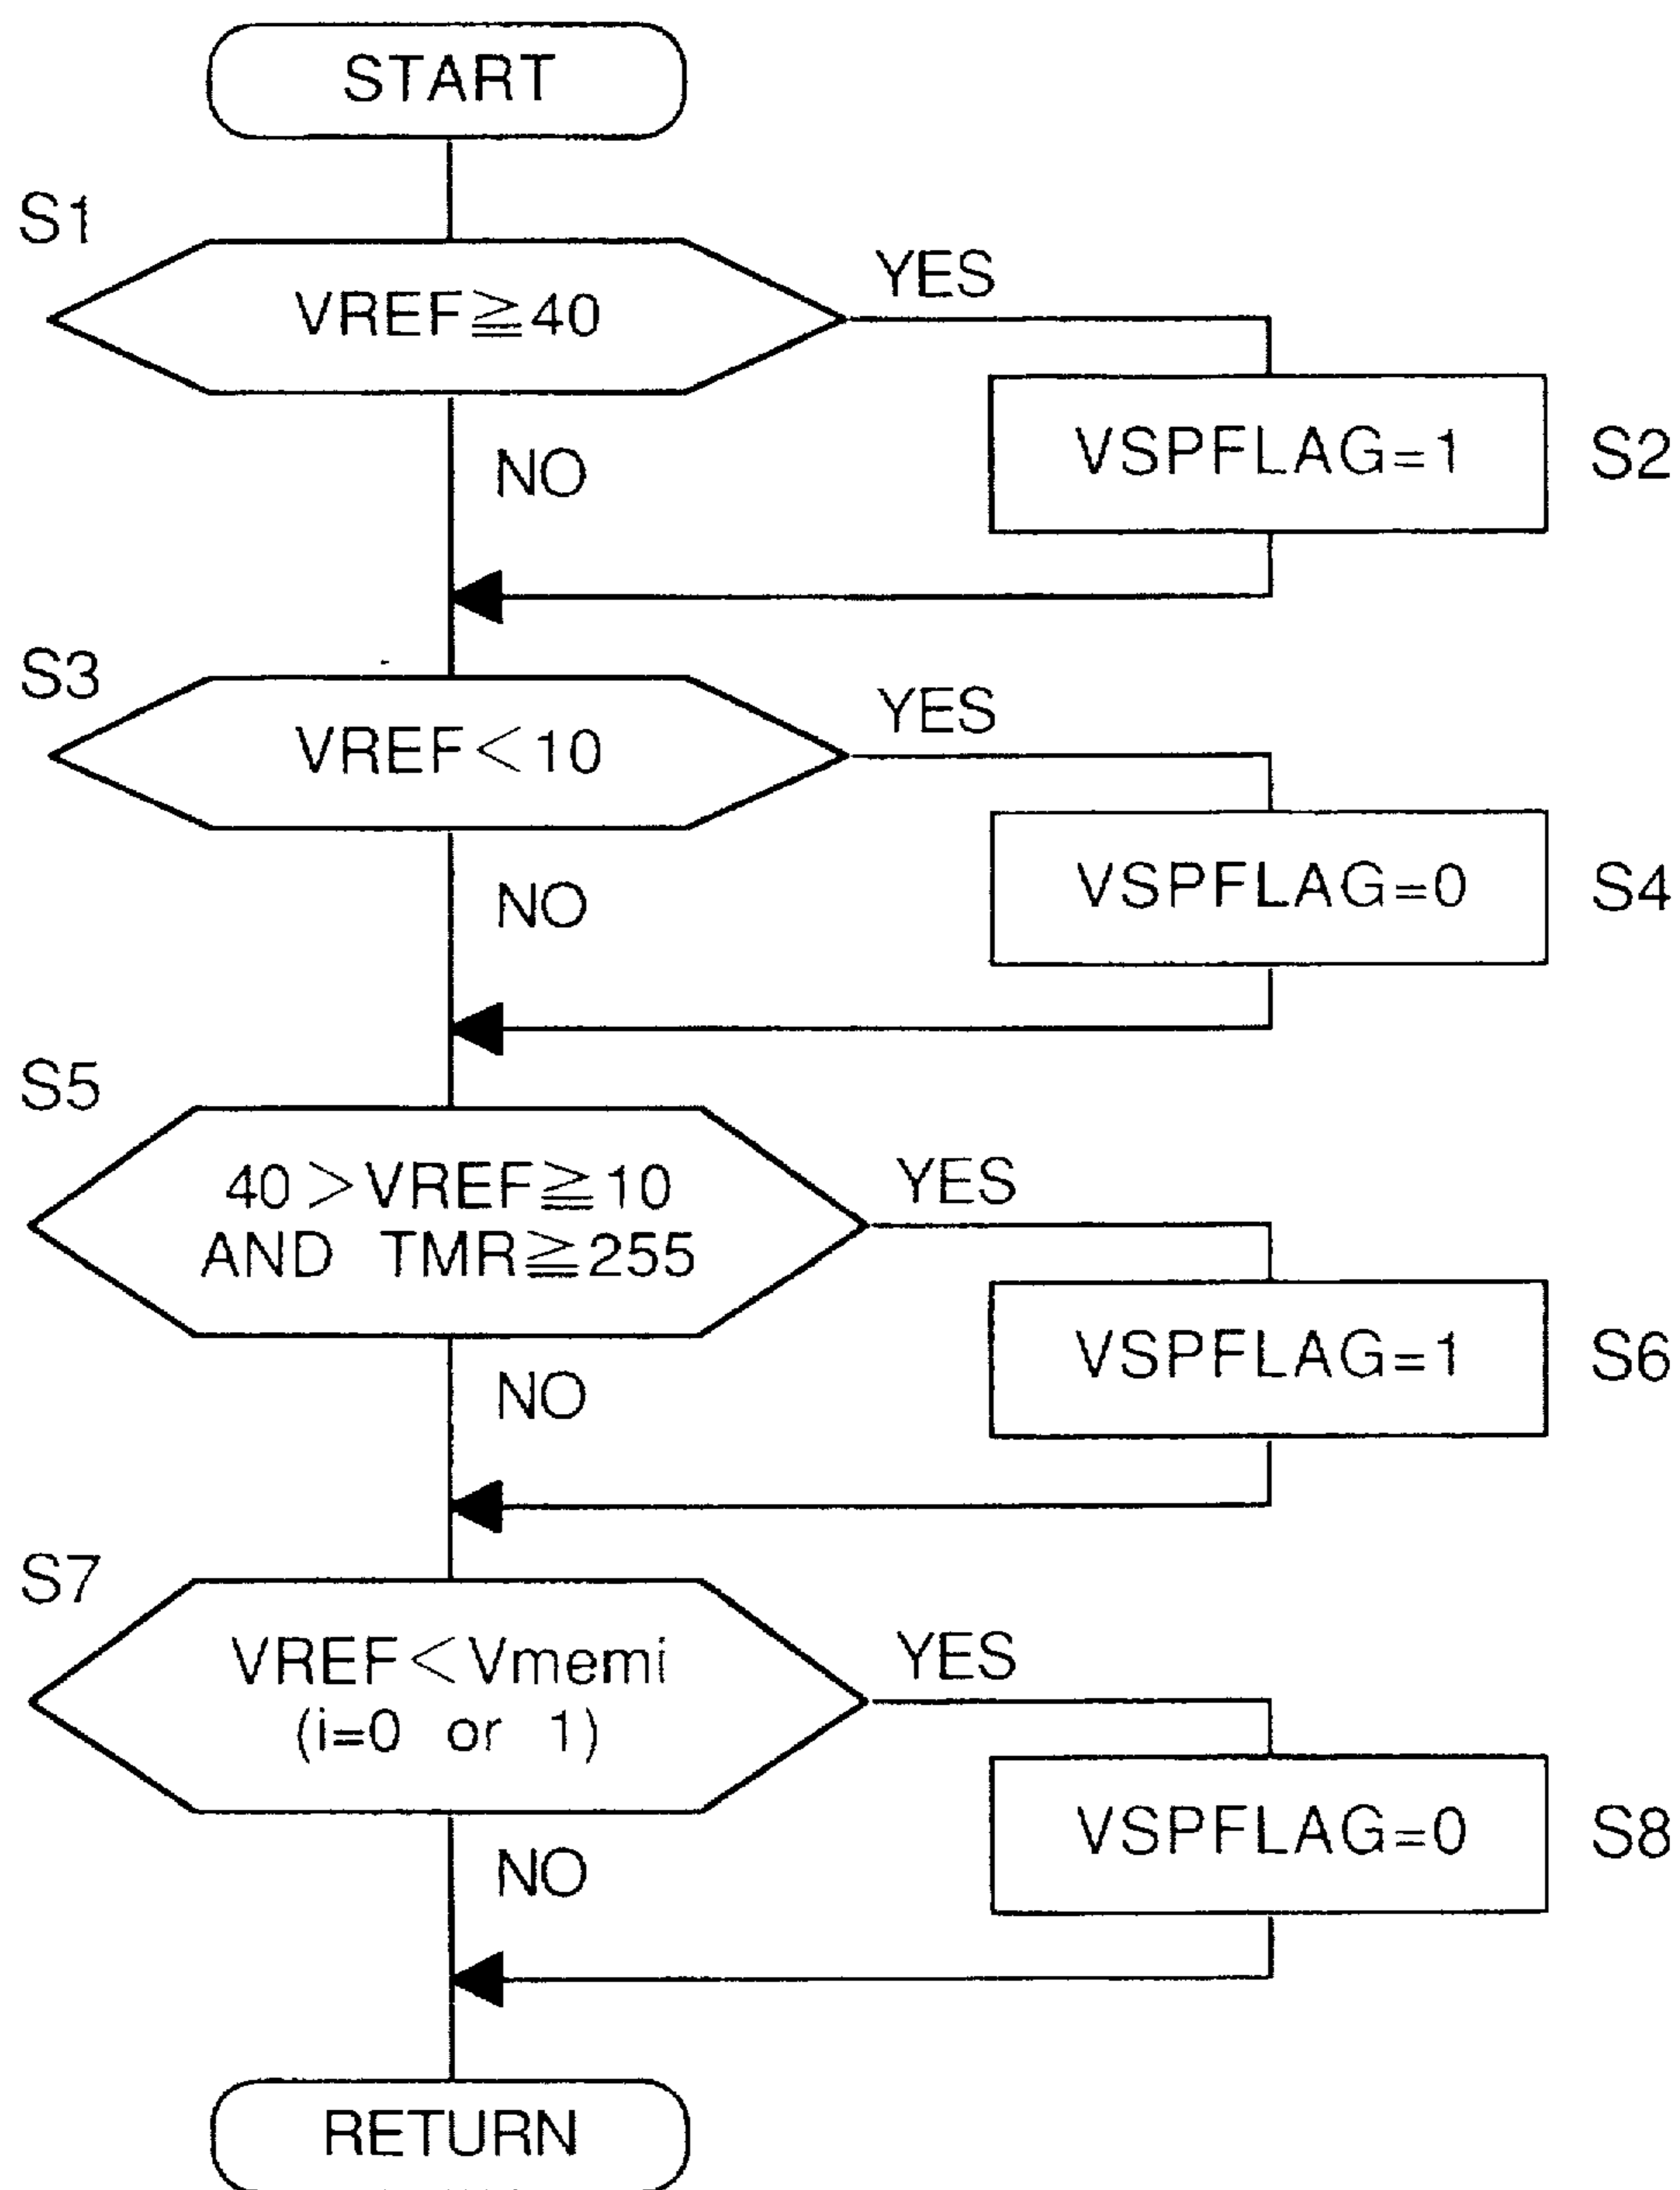 START
S1
VREF≧40
YES
VSPFLAG=1
S2
NO
S3
VREF<10
YES
VSPFLAG=0
S4
NO
S5
40>VREF≧10
AND TMR≧255
YES
VSPFLAG=1
S6
NO
S7
VREF<Vmemi
(i=0 or 1)
YES
VSPFLAG=0
S8
NO
RETURN